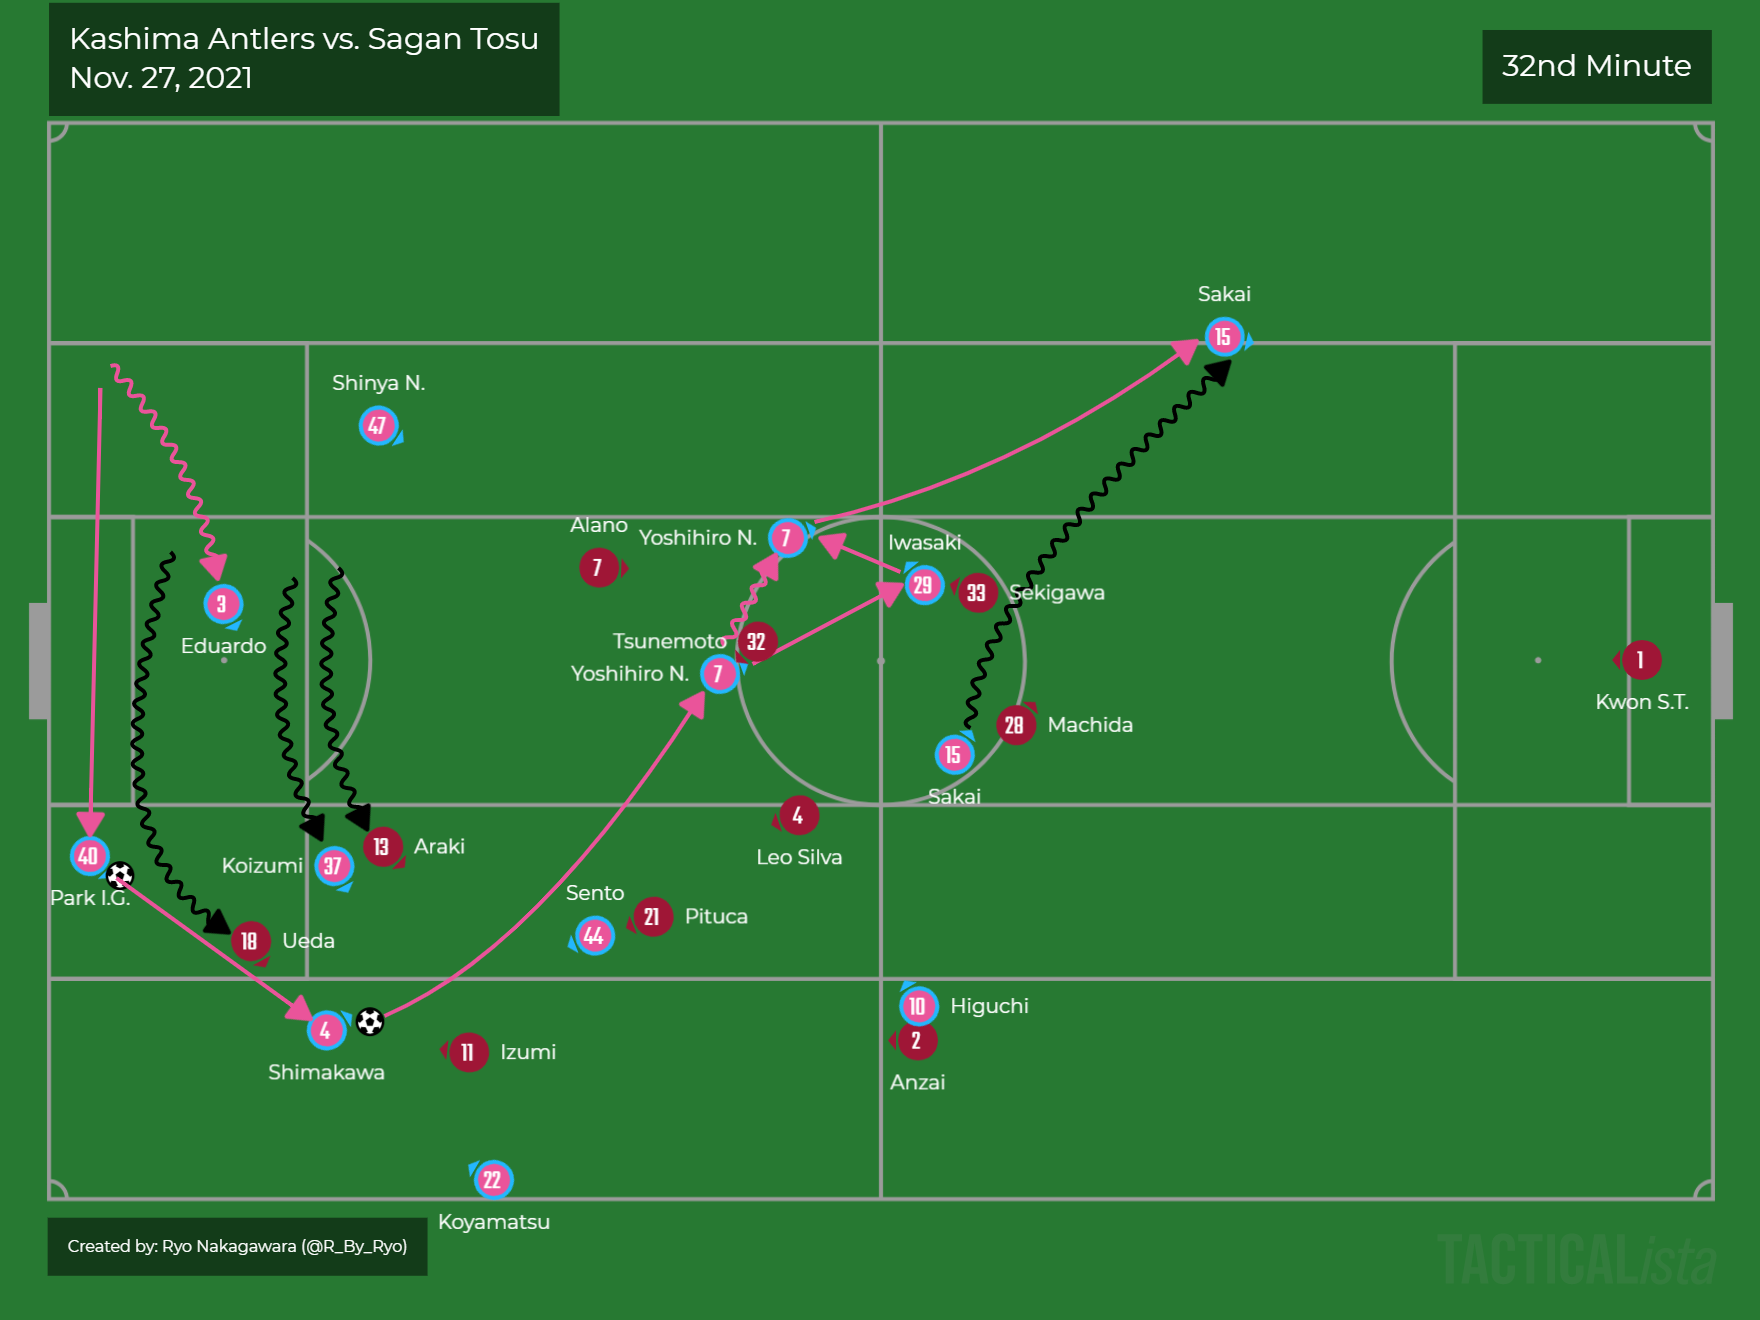 Kashima Antlers vs. Sagan Tosu
Nov. 27, 2021
32nd Minute
Sakai
15
Shinya N.
47
Alano
7
Yoshihiro N.
7
Iwasaki
29
33
Sekigawa
3
Eduardo
Tsunemoto
32
Yoshihiro N.
7
1
Kwon S.T.
28
Machida
15
Sakai
4
Leo Silva
40
Park I.G.
Koizumi
37
13
Araki
18
Ueda
Sento
44
21
Pituca
4
Shimakawa
11
Izumi
10
Higuchi
2
Anzai
22
Koyamatsu
Created by: Ryo Nakagawara (@R_By_Ryo)
TACTICALista